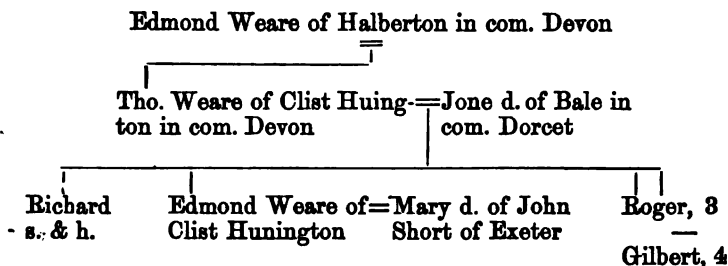 Edmond Weare of Halberton in com. Devon
Tho. Weare of Clist Huing-=Jone d. of Bale in
ton in com. Devon com. Dorcet
Richard Edmond Weare of=Mary d. of John Roger, 3
s. & h. Clist Hunington Short of Exeter
Gilbert, 4